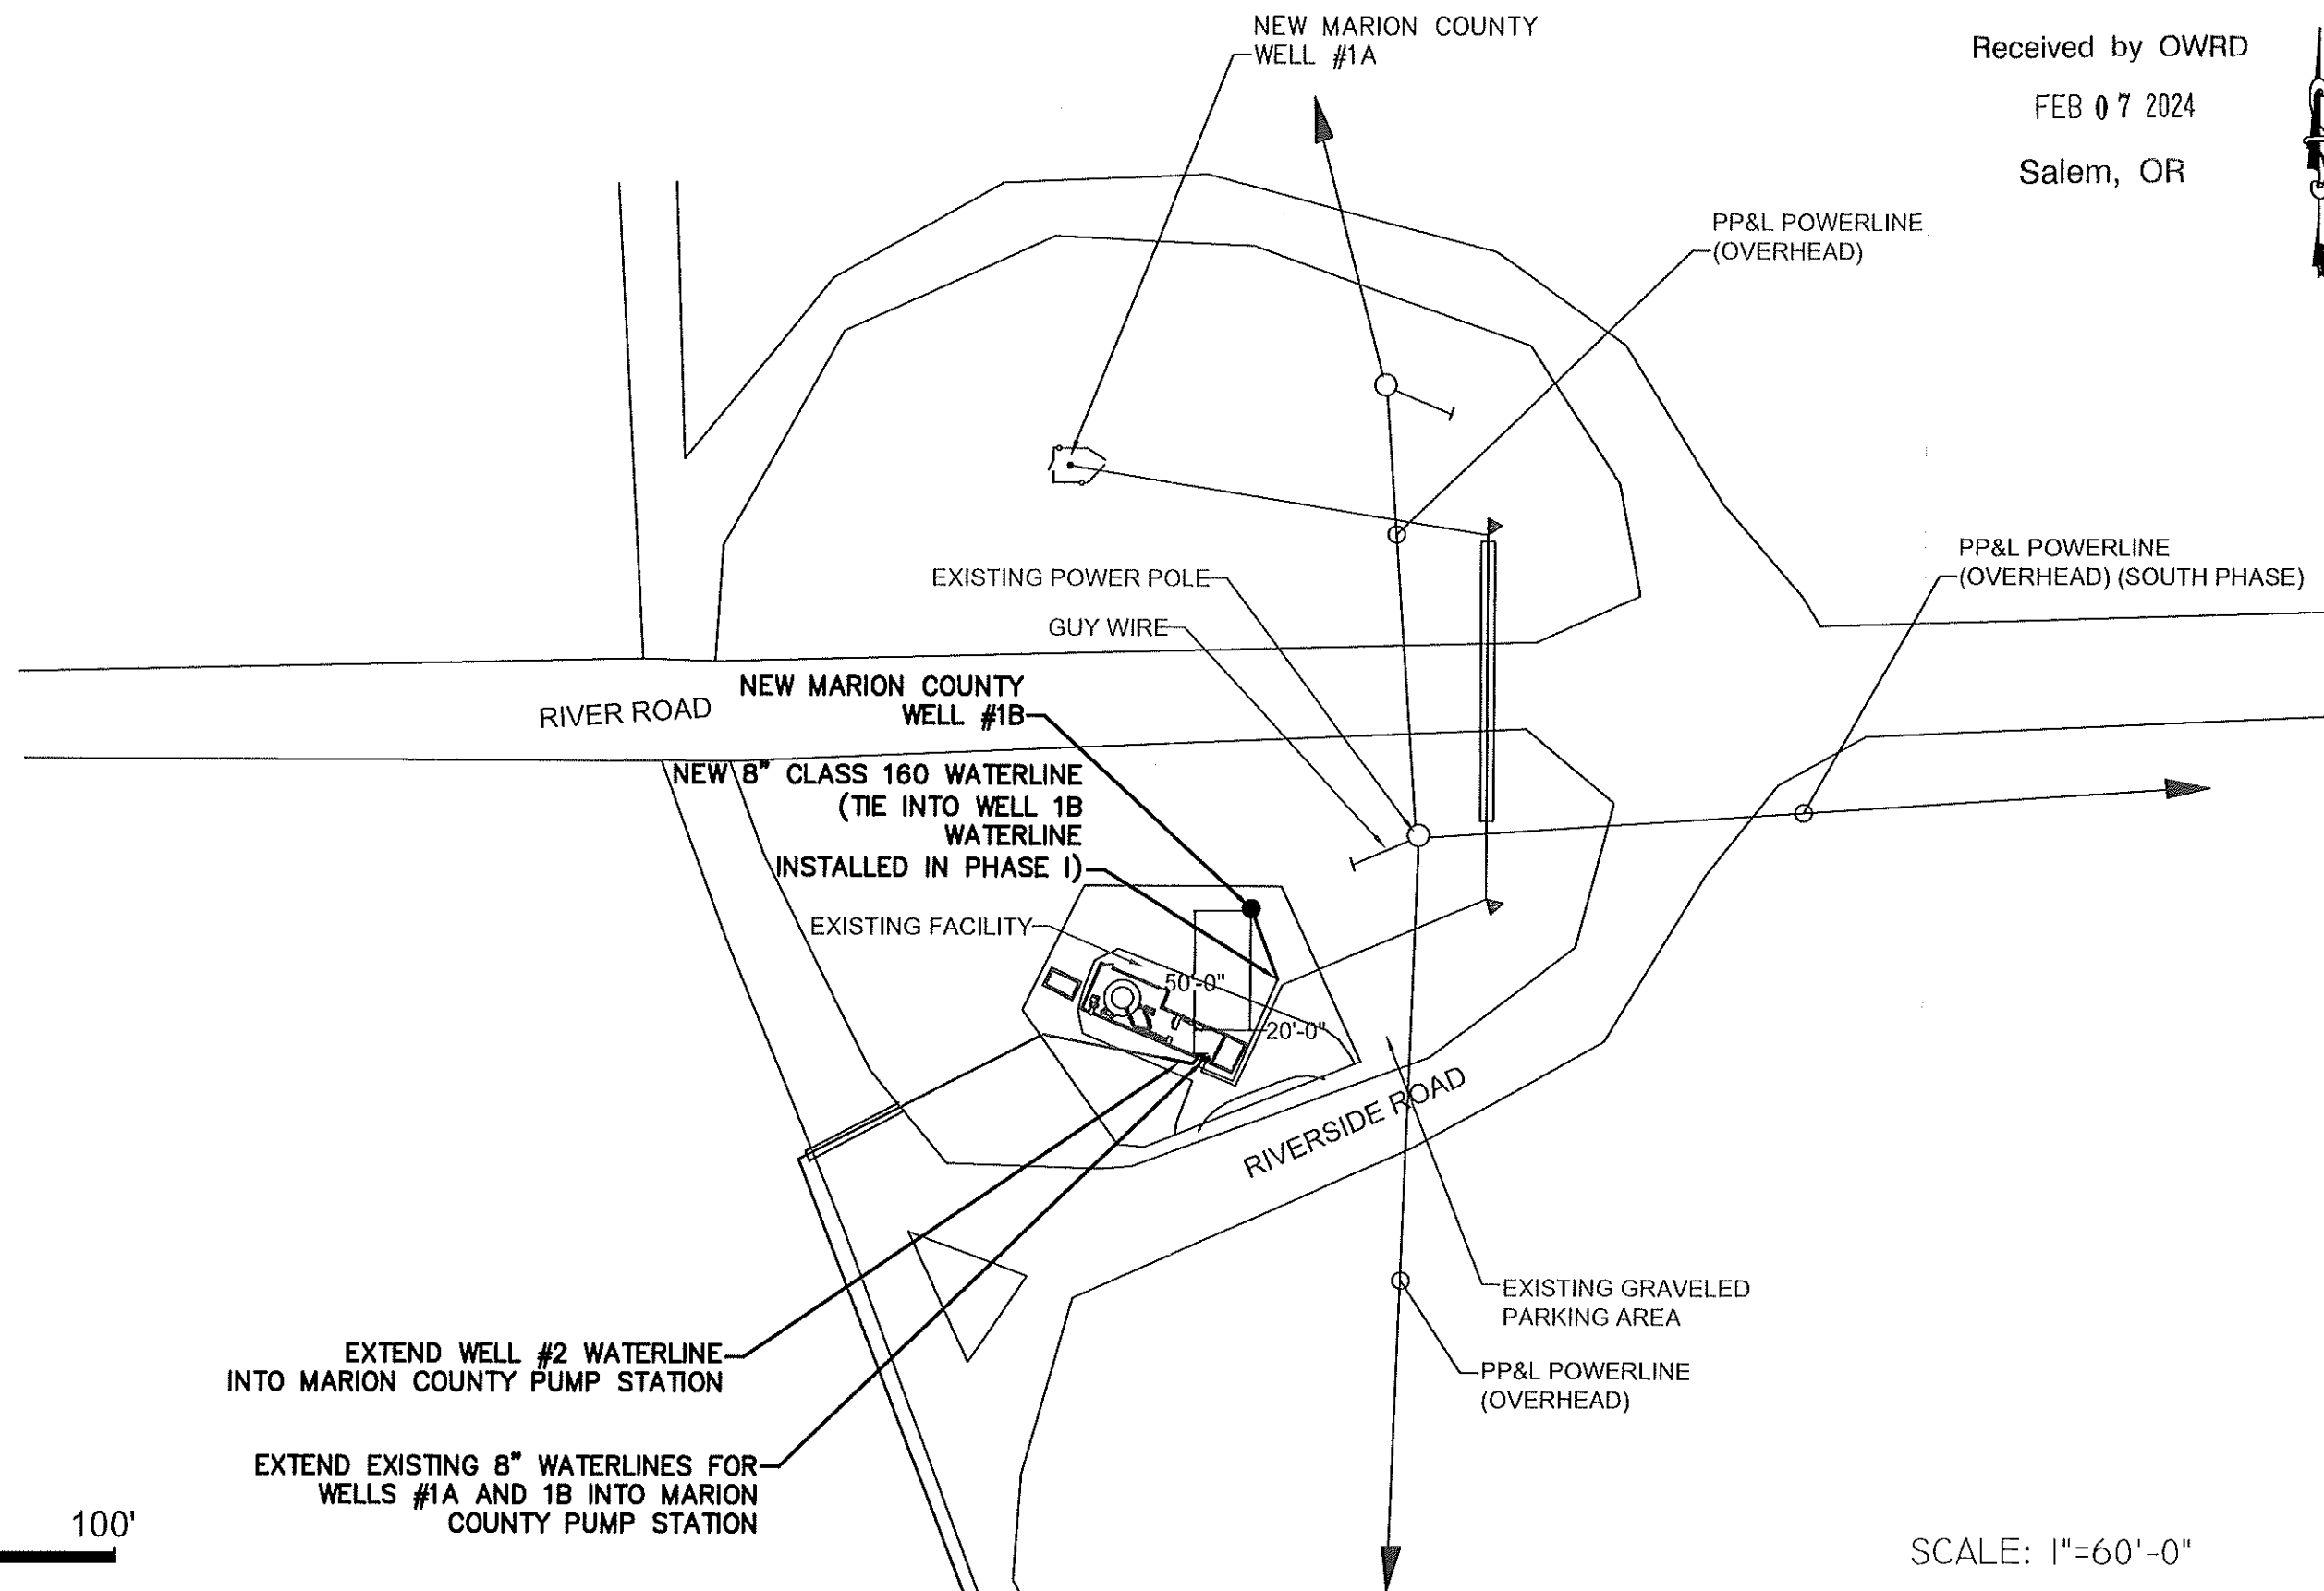 NEW MARION COUNTY
WELL #1A
Received by OWRD
FEB 07 2024
Salem, OR
PP&L POWERLINE
(OVERHEAD)
PP&L POWERLINE
(OVERHEAD) (SOUTH PHASE)
EXISTING POWER POLE
GUY WIRE
RIVER ROAD
NEW MARION COUNTY
WELL #1B
NEW 8" CLASS 160 WATERLINE
(TIE INTO WELL 1B
WATERLINE
INSTALLED IN PHASE I)
EXISTING FACILITY
50'-0"
20'-0"
RIVERSIDE ROAD
EXISTING GRAVELED
PARKING AREA
PP&L POWERLINE
(OVERHEAD)
EXTEND WELL #2 WATERLINE
INTO MARION COUNTY PUMP STATION
EXTEND EXISTING 8" WATERLINES FOR
WELLS #1A AND 1B INTO MARION
COUNTY PUMP STATION
100'
SCALE: 1"=60'-0"